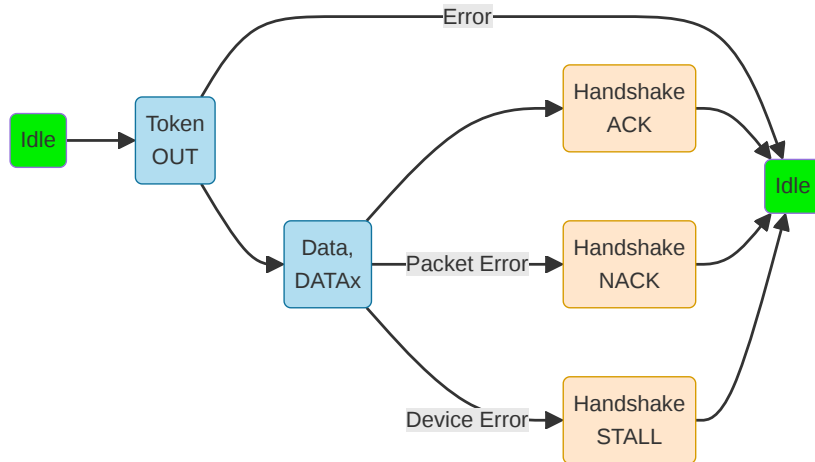 Error
Idle
Token
OUT
Data,
DATAx
Packet Error
Device Error
Handshake
ACK
Handshake
NACK
Handshake
STALL
Idle